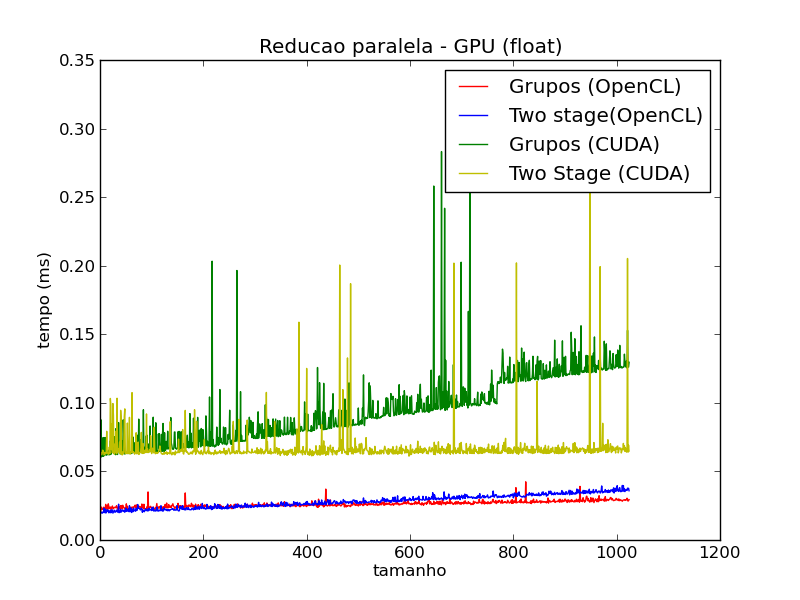 Reducao paralela - GPU (float)
0.35
0.30
0.25
0.20
0.15
0.10
0.05
0.00
tempo (ms)
Grupos (OpenCL)
Two stage(OpenCL)
Grupos (CUDA)
Two Stage (CUDA)
0 200 400 600 800 1000 1200
tamanho